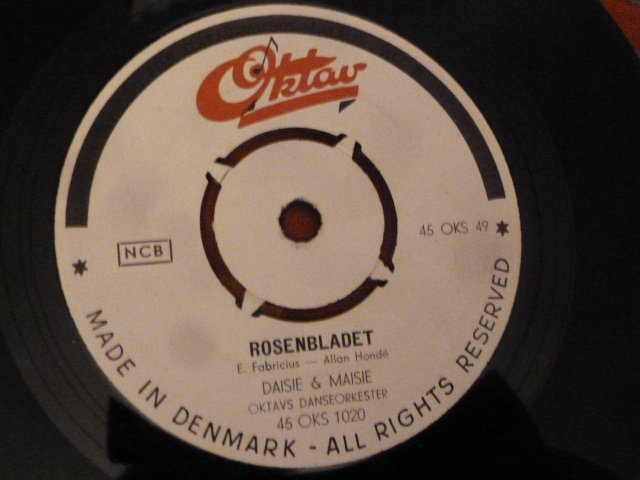 Oktav
45 OKS 49
NCB
ROSENBLADET
E. Fabricius — Allan Hondé
DAISIE & MAISIE
OKTAVS DANSEORKESTER
45 OKS 1020
MADE IN DENMARK - ALL RIGHTS RESERVED